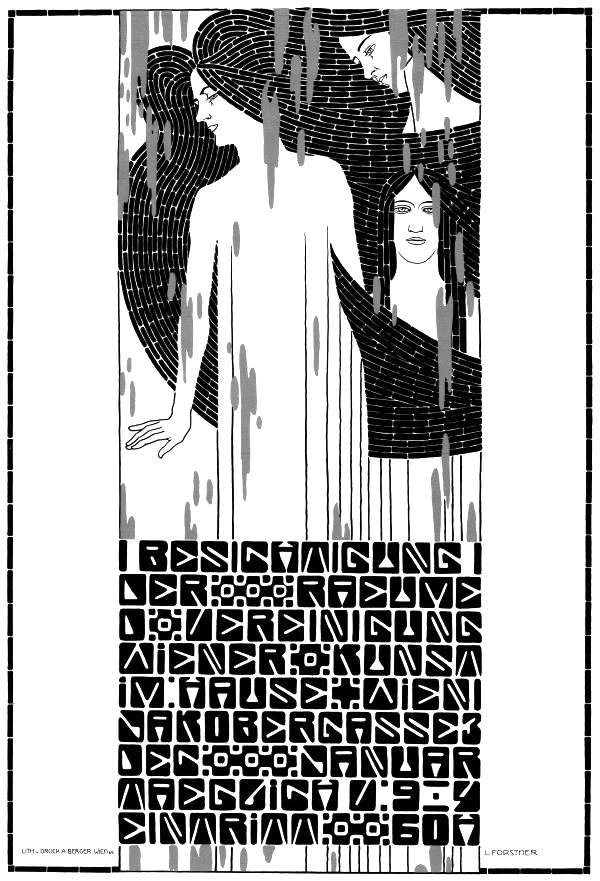 BESICHTIGUNG
DER RAEUME
D. VEREINIGUNG
WIENER KUNST
IM HAUSE WIEN I
JAKOBERGASSE 3
DEC JANUAR
TAEGLICH V. 9-4
EINTRITT: 60 H
LITH. u. DRUCK A. BERGER WIEN
L. FORSTNER